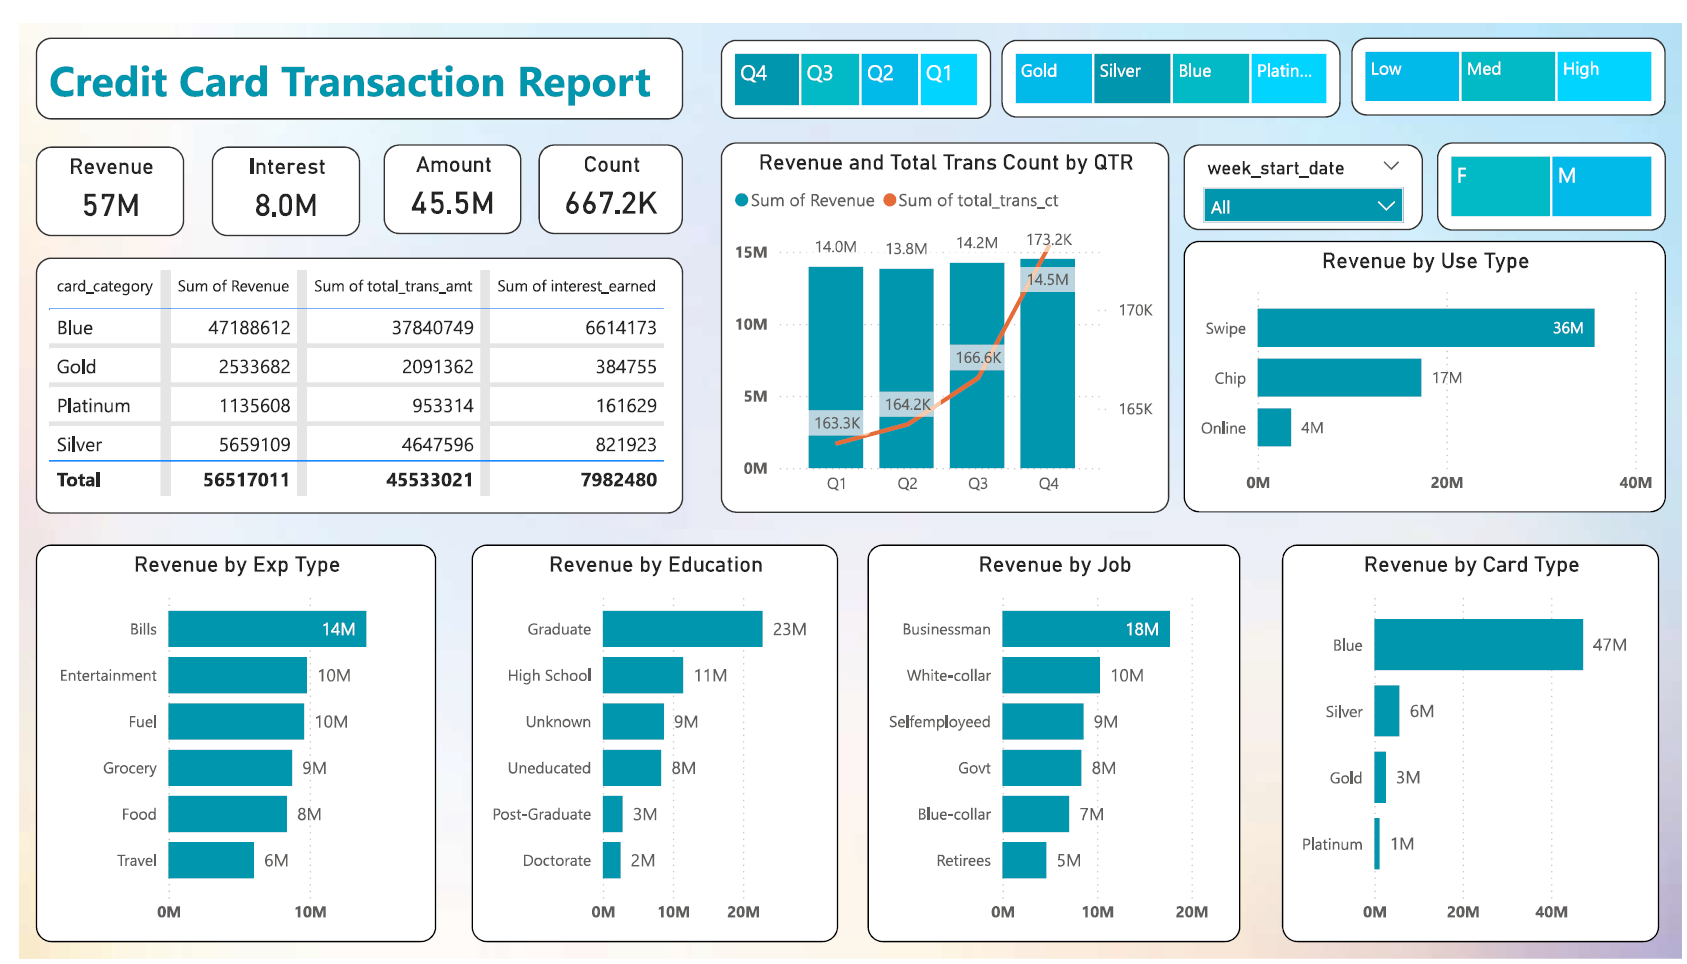 Credit Card Transaction Report
Q4 Q3 Q2 Q1
Gold Silver Blue Platin...
Low Med High
Revenue
57M
Interest
8.0M
Amount
45.5M
Count
667.2K
card_category Sum of Revenue Sum of total_trans_amt Sum of interest_earned
Blue 47188612 37840749 6614173
Gold 2533682 2091362 384755
Platinum 1135608 953314 161629
Silver 5659109 4647596 821923
Total 56517011 45533021 7982480
Revenue and Total Trans Count by QTR
Sum of Revenue Sum of total_trans_ct
15M
10M
5M
0M
14.0M 13.8M 14.2M 14.5M
163.3K 164.2K 166.6K 173.2K
170K
165K
Q1 Q2 Q3 Q4
week_start_date
All
F M
Revenue by Use Type
Swipe 36M
Chip 17M
Online 4M
0M 20M 40M
Revenue by Exp Type
Bills 14M
Entertainment 10M
Fuel 10M
Grocery 9M
Food 8M
Travel 6M
0M 10M
Revenue by Education
Graduate 23M
High School 11M
Unknown 9M
Uneducated 8M
Post-Graduate 3M
Doctorate 2M
0M 10M 20M
Revenue by Job
Businessman 18M
White-collar 10M
Selfemployeed 9M
Govt 8M
Blue-collar 7M
Retirees 5M
0M 10M 20M
Revenue by Card Type
Blue 47M
Silver 6M
Gold 3M
Platinum 1M
0M 20M 40M